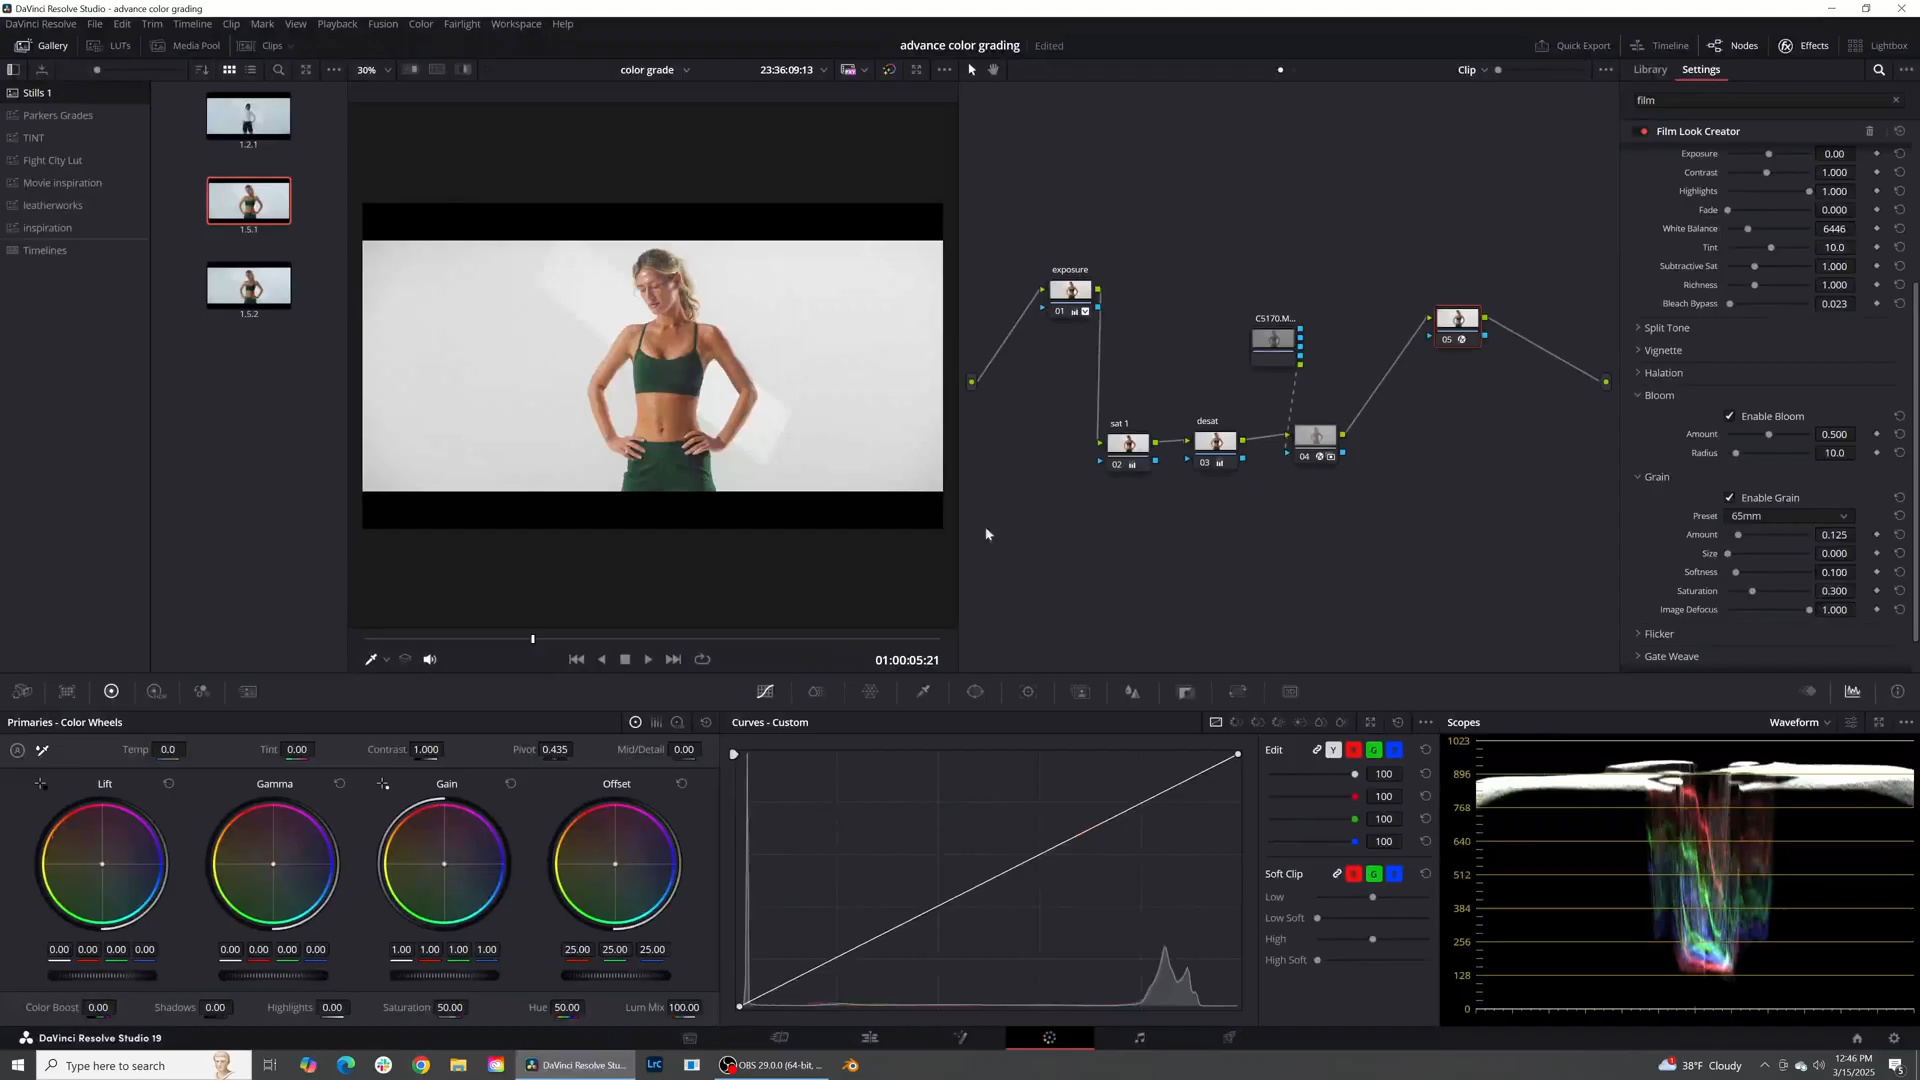 DaVinci Resolve Studio - advance color grading
DaVinci Resolve File Edit Trim Timeline Clip Mark View Playback Fusion Color Fairlight Workspace Help
Gallery LUTs Media Pool Clips advance color grading Edited Quick Export Timeline Nodes Effects Lightbox
30% color grade 23:36:09:13 Clip Library Settings
Stills 1
Parkers Grades
TINT
Fight City Lut
Movie inspiration
leatherworks
inspiration
Timelines
1.2.1
1.5.1
1.5.2
01:00:05:21
exposure
01
C5170.M...
05
sat 1
02
desat
03
04
film
Film Look Creator
Exposure 0.00
Contrast 1.000
Highlights 1.000
Fade 0.000
White Balance 6446
Tint 10.0
Subtractive Sat 1.000
Richness 1.000
Bleach Bypass 0.023
Split Tone
Vignette
Halation
Bloom
Enable Bloom
Amount 0.500
Radius 10.0
Grain
Enable Grain
Preset 65mm
Amount 0.125
Size 0.000
Softness 0.100
Saturation 0.300
Image Defocus 1.000
Flicker
Gate Weave
Primaries - Color Wheels
Temp 0.0 Tint 0.00 Contrast 1.000 Pivot 0.435 Mid/Detail 0.00
Lift Gamma Gain Offset
0.00 0.00 0.00 0.00 0.00 0.00 0.00 0.00 1.00 1.00 1.00 1.00 25.00 25.00 25.00
Color Boost 0.00 Shadows 0.00 Highlights 0.00 Saturation 50.00 Hue 50.00 Lum Mix 100.00
Curves - Custom
Edit Y R G B
100
100
100
100
Soft Clip R G B
Low
Low Soft
High
High Soft
Scopes Waveform
1023
896
768
640
512
384
256
128
0
DaVinci Resolve Studio 19
Type here to search
DaVinci Resolve Stu...
Lrc
OBS 29.0.0 (64-bit, ...
38°F Cloudy
12:46 PM
3/15/2025